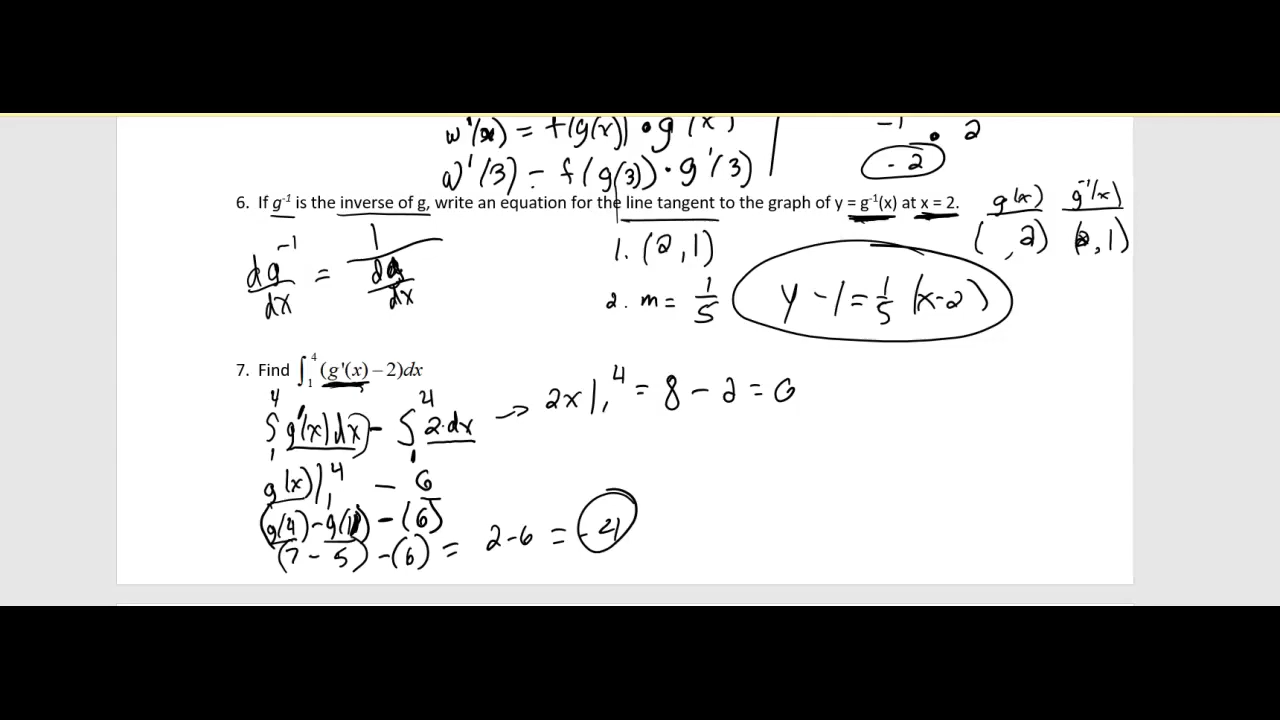 w'(x) = f(g(x)) • g'(x)
-1 • 2
w'(3) = f(g(3)) • g'(3)
-2
6. If g⁻¹ is the inverse of g, write an equation for the line tangent to the graph of y = g⁻¹(x) at x = 2.
g(x) g⁻¹(x)
( , 2) (2, 1)
dg⁻¹/dx = 1/(dg/dx)
1. (2, 1)
2. m = 1/5
y - 1 = 1/5 (x-2)
7. Find ∫₁⁴ (g'(x) − 2)dx
∫₁⁴ g'(x)dx - ∫₁⁴ 2·dx → 2x|₁⁴ = 8 - 2 = 6
g(x)|₁⁴ - 6
(g(4) - g(1)) - (6)
(7 - 5) - (6) = 2-6 = -4